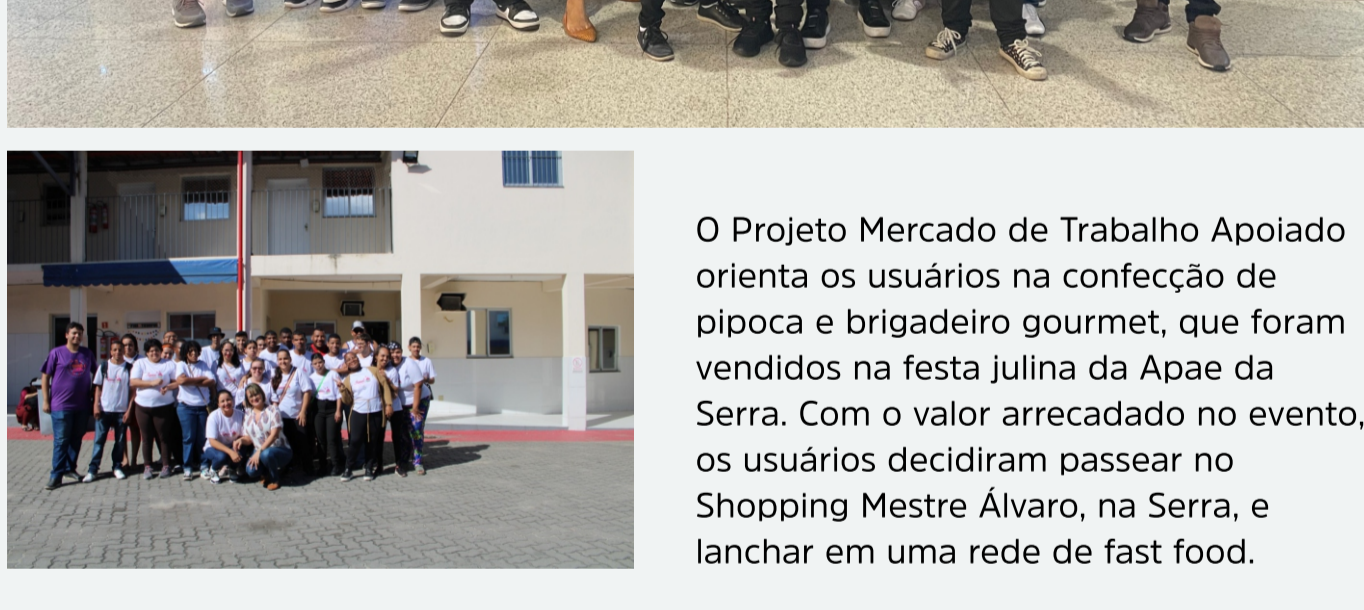 O Projeto Mercado de Trabalho Apoiado
orienta os usuários na confecção de
pipoca e brigadeiro gourmet, que foram
vendidos na festa julina da Apae da
Serra. Com o valor arrecadado no evento,
os usuários decidiram passear no
Shopping Mestre Álvaro, na Serra, e
lanchar em uma rede de fast food.